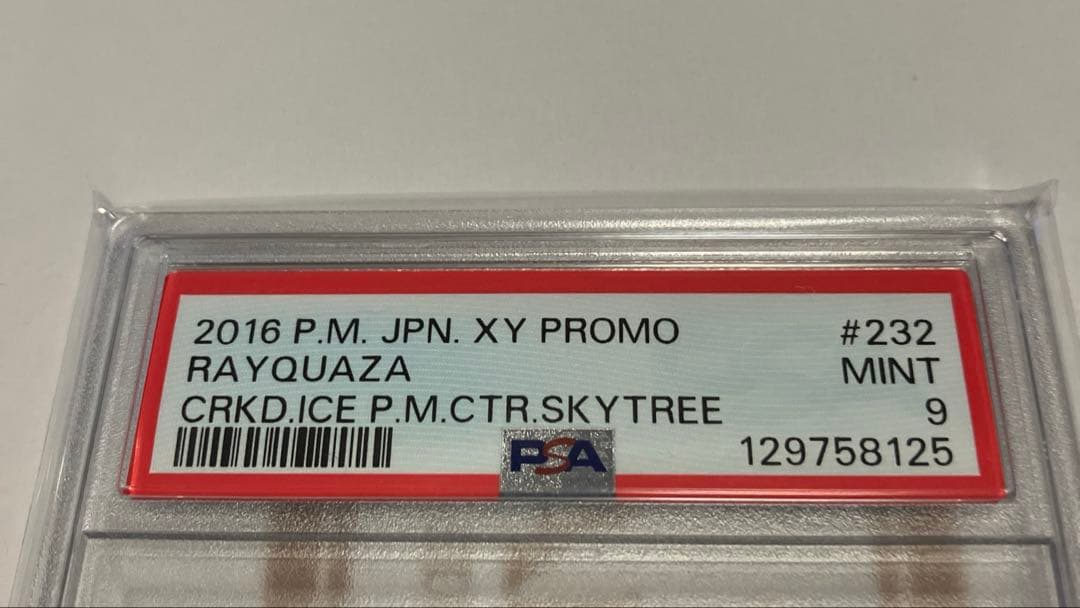 2016 P.M. JPN. XY PROMO #232
RAYQUAZA MINT
CRKD.ICE P.M.CTR.SKYTREE 9
PSA 129758125